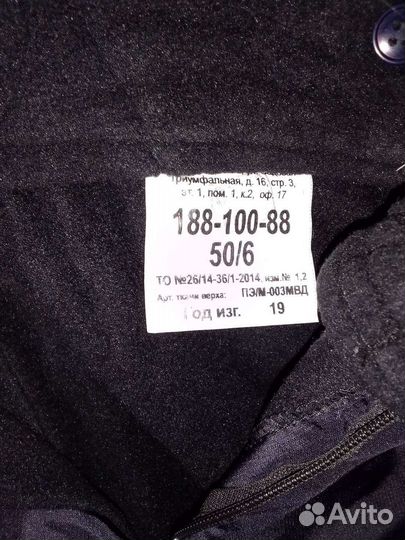 Триумфальная, д. 16, стр. 3,
эт. 1, пом. 1, к.2, оф. 17
188-100-88
50/6
ТО №26/14-36/1-2014, изм.№ 1,2
Арт. ткани верха: ПЭ/М-003МВД
Год изг. 19
Avito